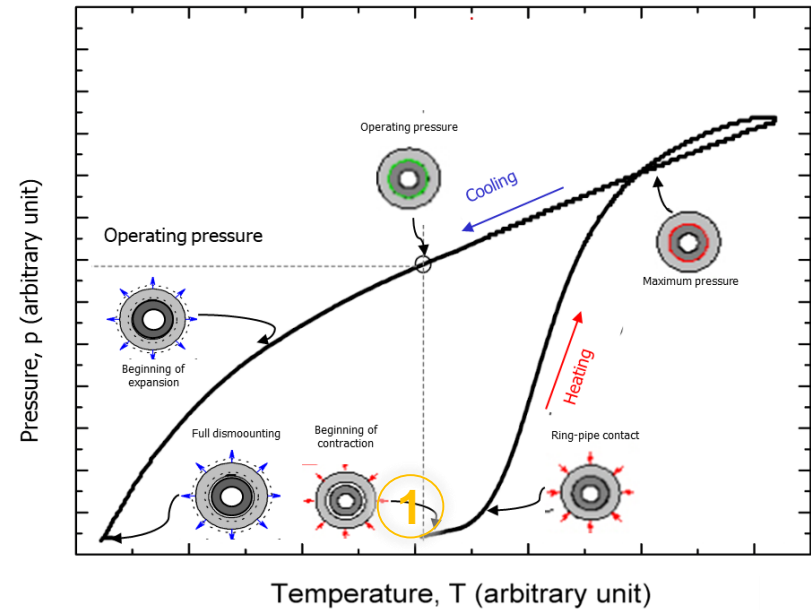 Operating pressure
Cooling
Operating pressure
Maximum pressure
Beginning of
expansion
Heating
Full dismoounting
Beginning of
contraction
Ring-pipe contact
1
Pressure, p (arbitrary unit)
Temperature, T (arbitrary unit)